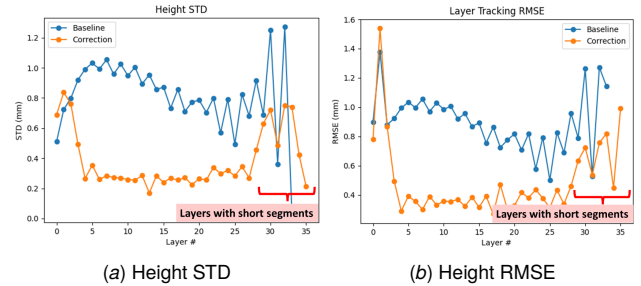 Height STD
Baseline
Correction
STD (mm)
1.2
1.0
0.8
0.6
0.4
0.2
0.0
Layers with short segments
0 5 10 15 20 25 30 35
Layer #
(a) Height STD
Layer Tracking RMSE
Baseline
Correction
RMSE (mm)
1.6
1.4
1.2
1.0
0.8
0.6
0.4
Layers with short segments
0 5 10 15 20 25 30 35
Layer #
(b) Height RMSE